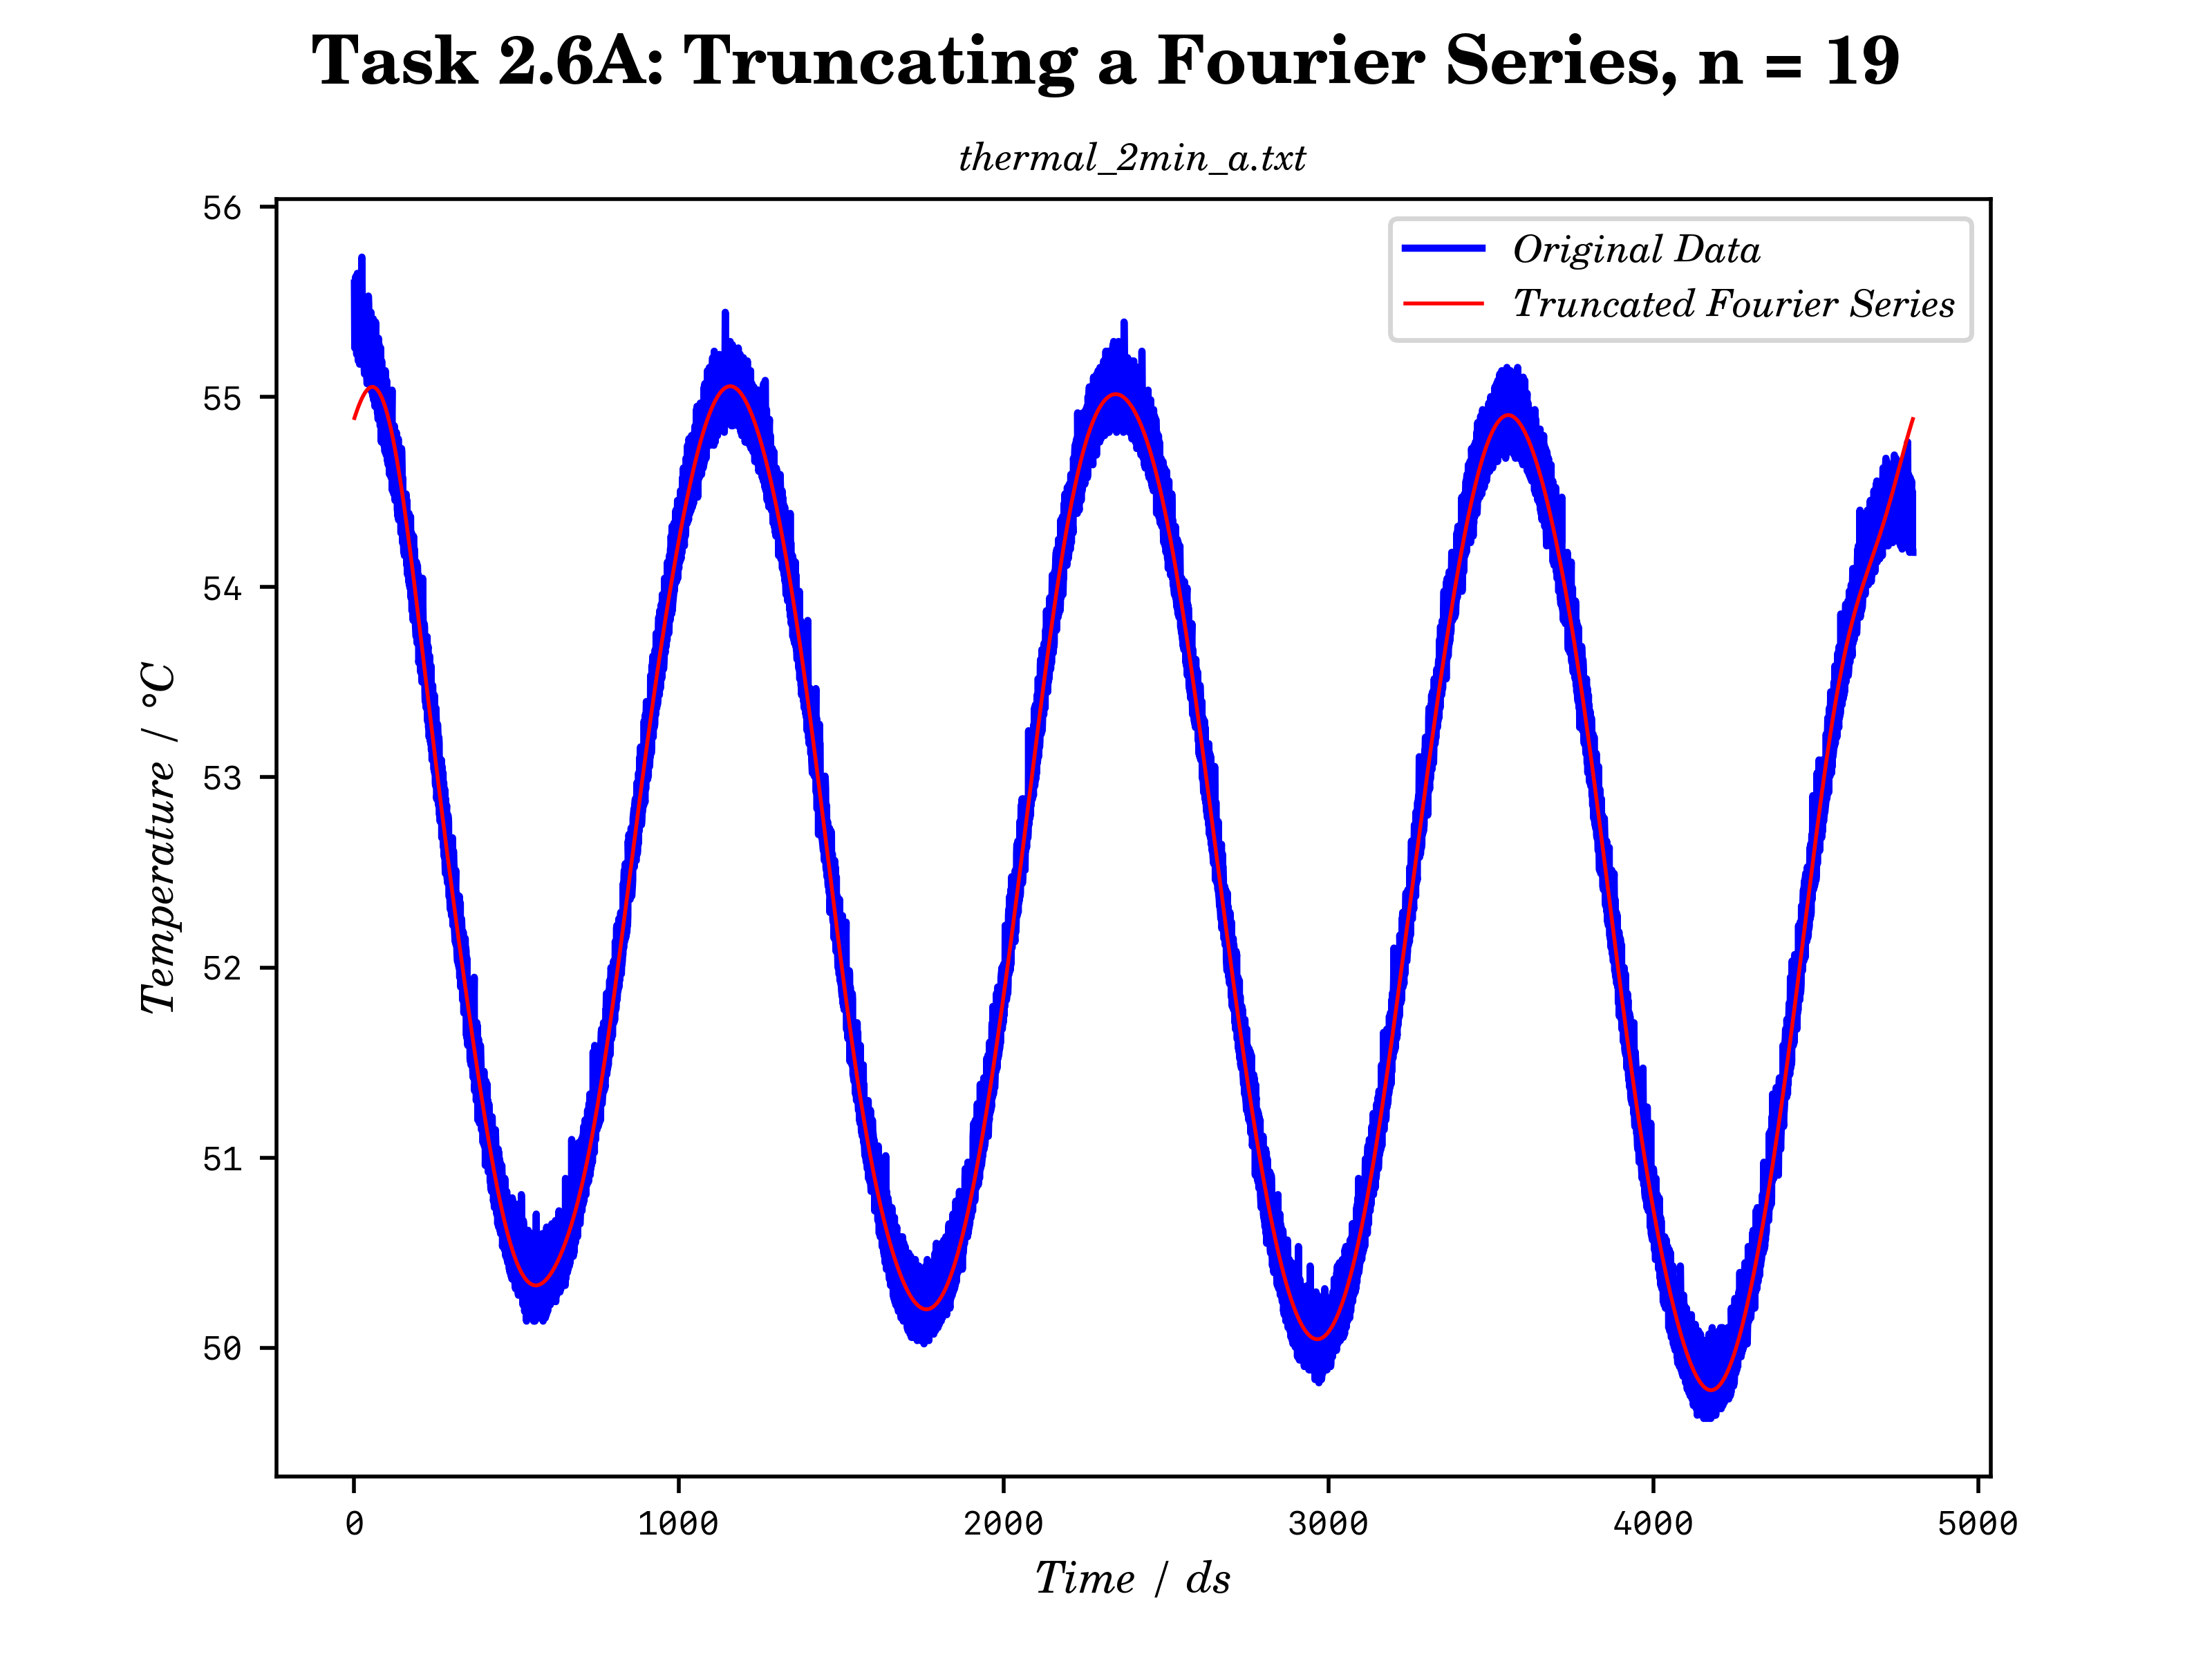 Task 2.6A: Truncating a Fourier Series, n = 19
thermal_2min_a.txt
Original Data
Truncated Fourier Series
56
55
54
53
52
51
50
Temperature / °C
0 1000 2000 3000 4000 5000
Time / ds